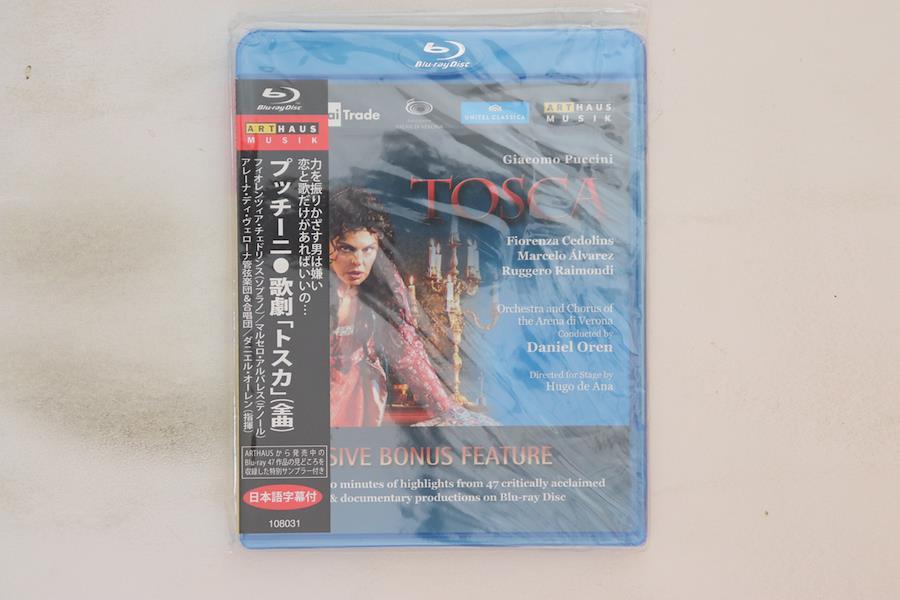 Blu-ray Disc
Blu-ray Disc
ARTHAUS
MUSIK
力を振りかざす男は嫌い
恋と歌だけがあればいいの…
プッチーニ●歌劇「トスカ」(全曲)
フィオレンツィア・チェドリンス(ソプラノ)/マルセロ・アルバレス(テノール)
アレーナ・ディ・ヴェローナ管弦楽団&合唱団/ダニエル・オーレン(指揮)
ARTHAUSから発売中の
Blu-ray 47作品の見どころを
収録した特別サンプラー付き
日本語字幕付
108031
ai Trade
ARENA DI VERONA
UNITEL CLASSICA
ARTHAUS
MUSIK
Giacomo Puccini
TOSCA
Fiorenza Cedolins
Marcelo Álvarez
Ruggero Raimondi
Orchestra and Chorus of
the Arena di Verona
Conducted by
Daniel Oren
Directed for Stage by
Hugo de Ana
SIVE BONUS FEATURE
0 minutes of highlights from 47 critically acclaimed
& documentary productions on Blu-ray Disc